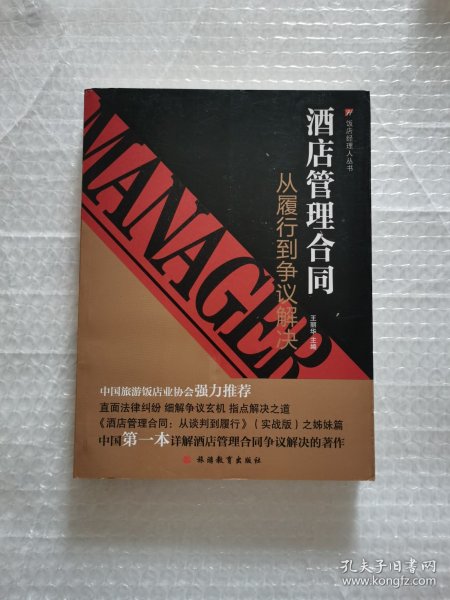 饭店经理人丛书
酒店管理合同
从履行到争议解决
王丽华 主编
MANAGER
中国旅游饭店业协会强力推荐
直面法律纠纷 细解争议玄机 指点解决之道
《酒店管理合同：从谈判到履行》（实战版）之姊妹篇
中国第一本详解酒店管理合同争议解决的著作
旅游教育出版社
孔夫子旧书网
www.kongfz.com